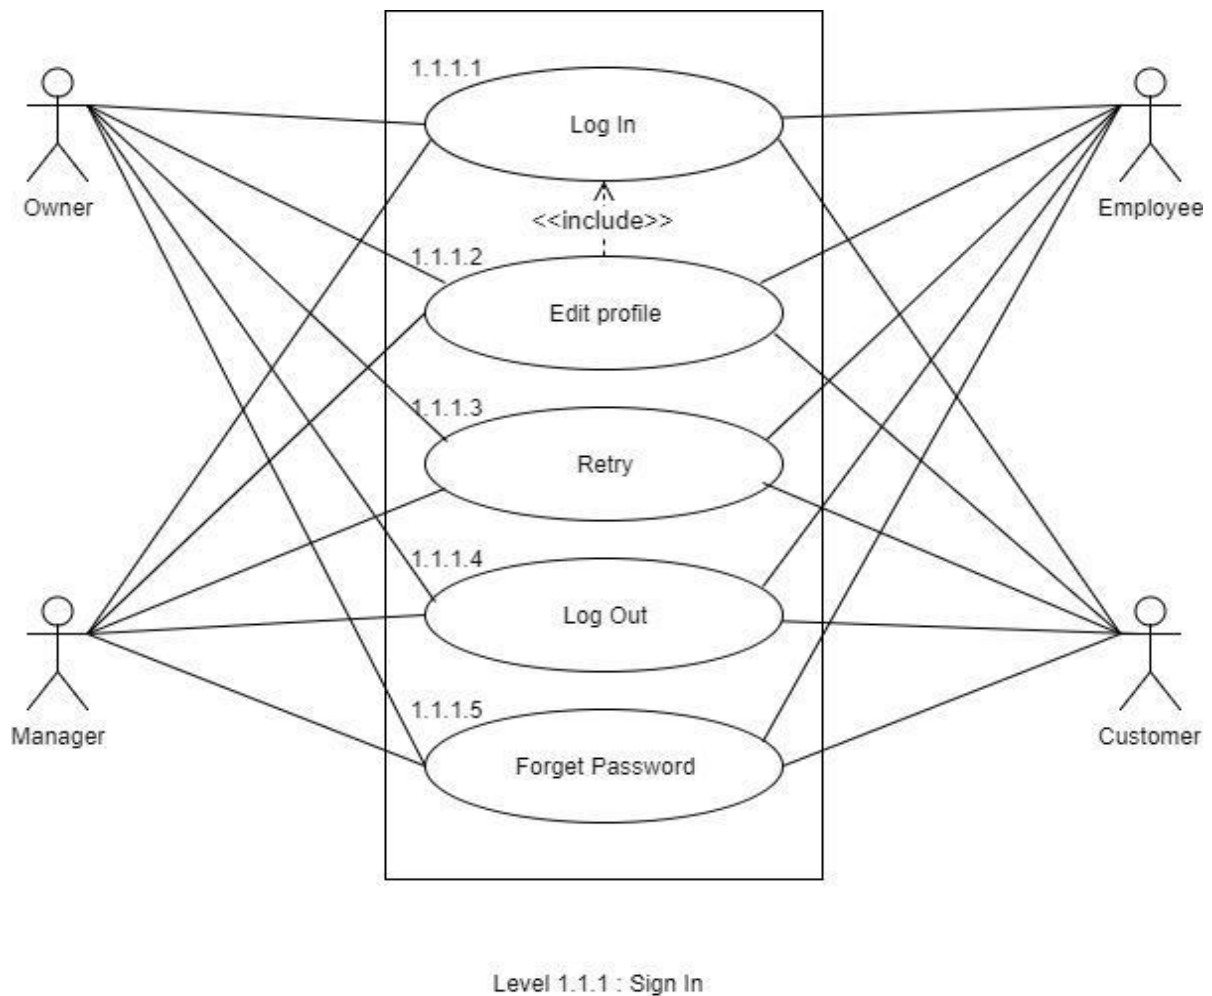 1.1.1.1
Log In
Owner
Employee
<<include>>
1.1.1.2
Edit profile
1.1.1.3
Retry
1.1.1.4
Log Out
1.1.1.5
Manager
Customer
Forget Password
Level 1.1.1 : Sign In